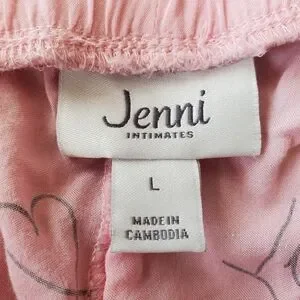 Jenni
INTIMATES
L
MADE IN
CAMBODIA